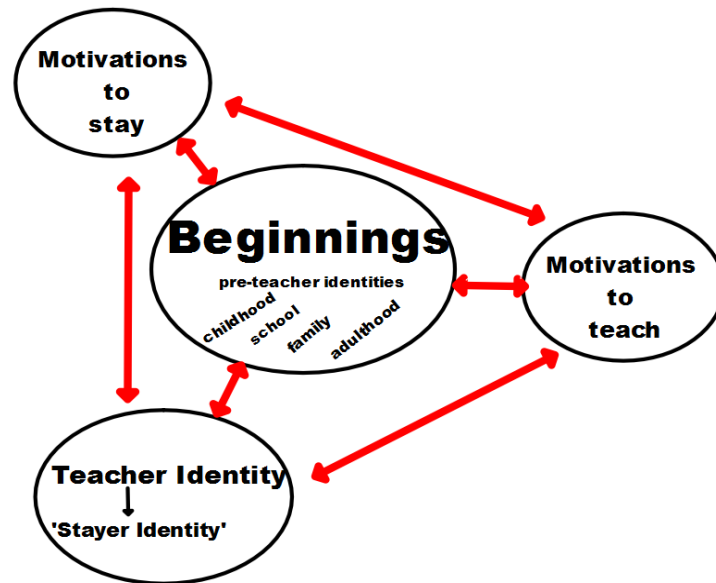 Motivations
to
stay
Beginnings
pre-teacher identities
childhood
school
family
adulthood
Motivations
to
teach
Teacher Identity
'Stayer Identity'